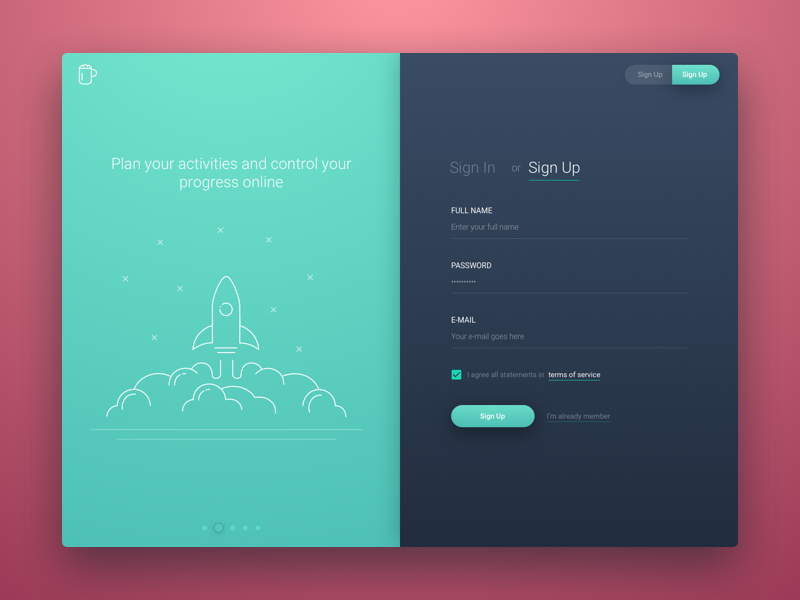 Sign Up Sign Up
Plan your activities and control your
progress online
Sign In or Sign Up
FULL NAME
Enter your full name
PASSWORD
••••••••••
E-MAIL
Your e-mail goes here
I agree all statements in terms of service
Sign Up I'm already member